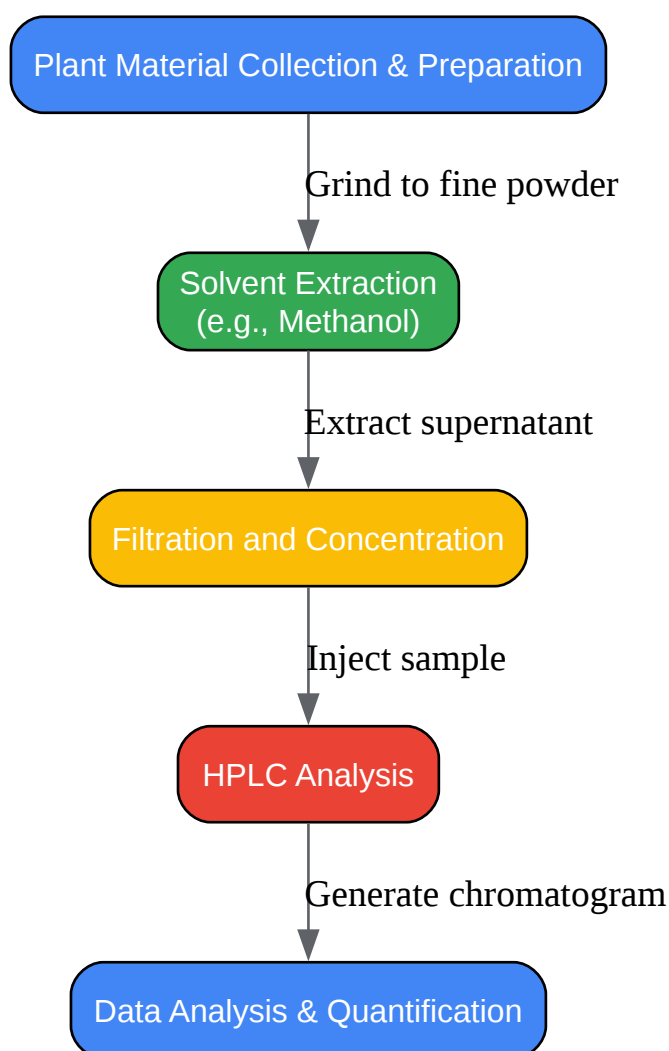 Plant Material Collection & Preparation
Grind to fine powder
Solvent Extraction
(e.g., Methanol)
Extract supernatant
Filtration and Concentration
Inject sample
HPLC Analysis
Generate chromatogram
Data Analysis & Quantification